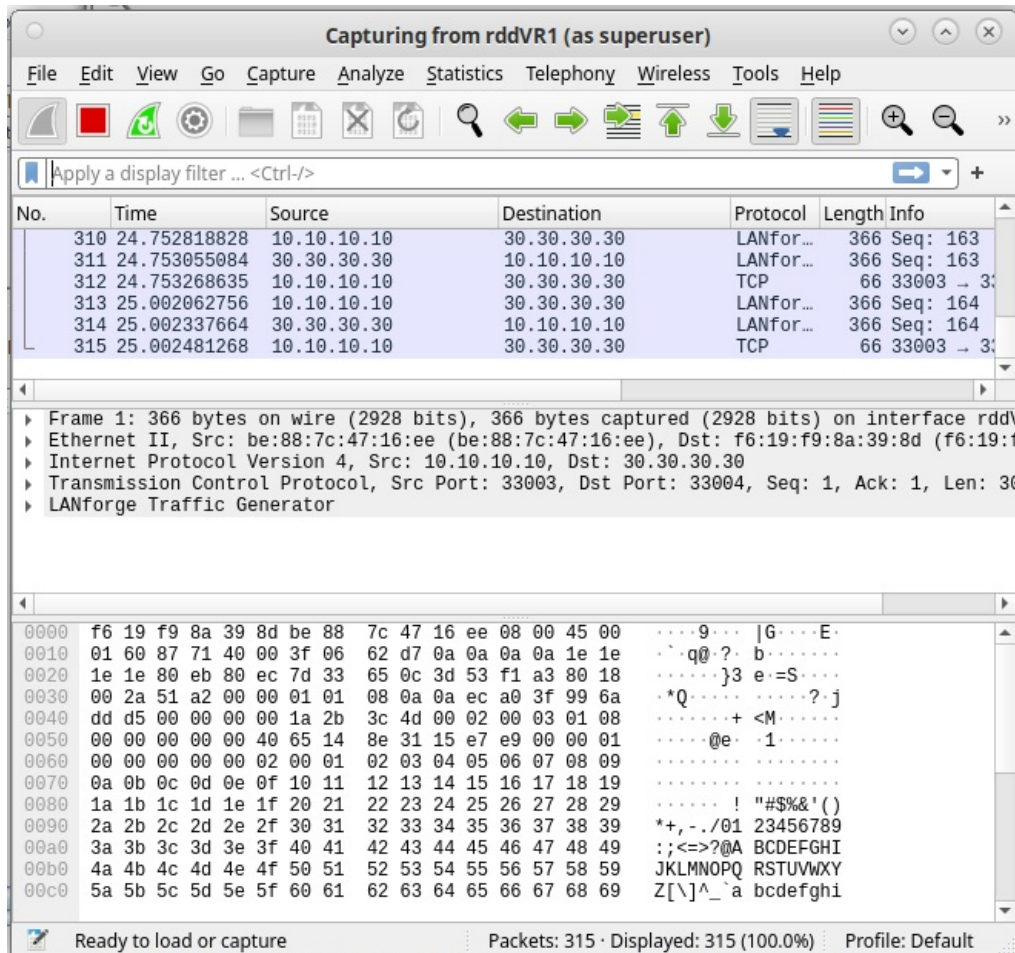 Capturing from rddVR1 (as superuser)
File Edit View Go Capture Analyze Statistics Telephony Wireless Tools Help
Apply a display filter ... <Ctrl-/>
No. Time Source Destination Protocol Length Info
310 24.752818828 10.10.10.10 30.30.30.30 LANfor… 366 Seq: 163
311 24.753055084 30.30.30.30 10.10.10.10 LANfor… 366 Seq: 163
312 24.753268635 10.10.10.10 30.30.30.30 TCP 66 33003 → 33
313 25.002062756 10.10.10.10 30.30.30.30 LANfor… 366 Seq: 164
314 25.002337664 30.30.30.30 10.10.10.10 LANfor… 366 Seq: 164
315 25.002481268 10.10.10.10 30.30.30.30 TCP 66 33003 → 33
Frame 1: 366 bytes on wire (2928 bits), 366 bytes captured (2928 bits) on interface rddV
Ethernet II, Src: be:88:7c:47:16:ee (be:88:7c:47:16:ee), Dst: f6:19:f9:8a:39:8d (f6:19:f
Internet Protocol Version 4, Src: 10.10.10.10, Dst: 30.30.30.30
Transmission Control Protocol, Src Port: 33003, Dst Port: 33004, Seq: 1, Ack: 1, Len: 30
LANforge Traffic Generator
0000 f6 19 f9 8a 39 8d be 88 7c 47 16 ee 08 00 45 00 ····9··· |G····E·
0010 01 60 87 71 40 00 3f 06 62 d7 0a 0a 0a 0a 1e 1e ·`·q@·?· b·······
0020 1e 1e 80 eb 80 ec 7d 33 65 0c 3d 53 f1 a3 80 18 ······}3 e·=S····
0030 00 2a 51 a2 00 00 01 01 08 0a 0a ec a0 3f 99 6a ·*Q····· ·····?·j
0040 dd d5 00 00 00 00 1a 2b 3c 4d 00 02 00 03 01 08 ·······+ <M······
0050 00 00 00 00 00 40 65 14 8e 31 15 e7 e9 00 00 01 ·····@e· ·1······
0060 00 00 00 00 00 02 00 01 02 03 04 05 06 07 08 09 ········ ········
0070 0a 0b 0c 0d 0e 0f 10 11 12 13 14 15 16 17 18 19 ········ ········
0080 1a 1b 1c 1d 1e 1f 20 21 22 23 24 25 26 27 28 29 ······ ! "#$%&'()
0090 2a 2b 2c 2d 2e 2f 30 31 32 33 34 35 36 37 38 39 *+,-./01 23456789
00a0 3a 3b 3c 3d 3e 3f 40 41 42 43 44 45 46 47 48 49 :;<=>?@A BCDEFGHI
00b0 4a 4b 4c 4d 4e 4f 50 51 52 53 54 55 56 57 58 59 JKLMNOPQ RSTUVWXY
00c0 5a 5b 5c 5d 5e 5f 60 61 62 63 64 65 66 67 68 69 Z[\]^_`a bcdefghi
Ready to load or capture Packets: 315 · Displayed: 315 (100.0%) Profile: Default